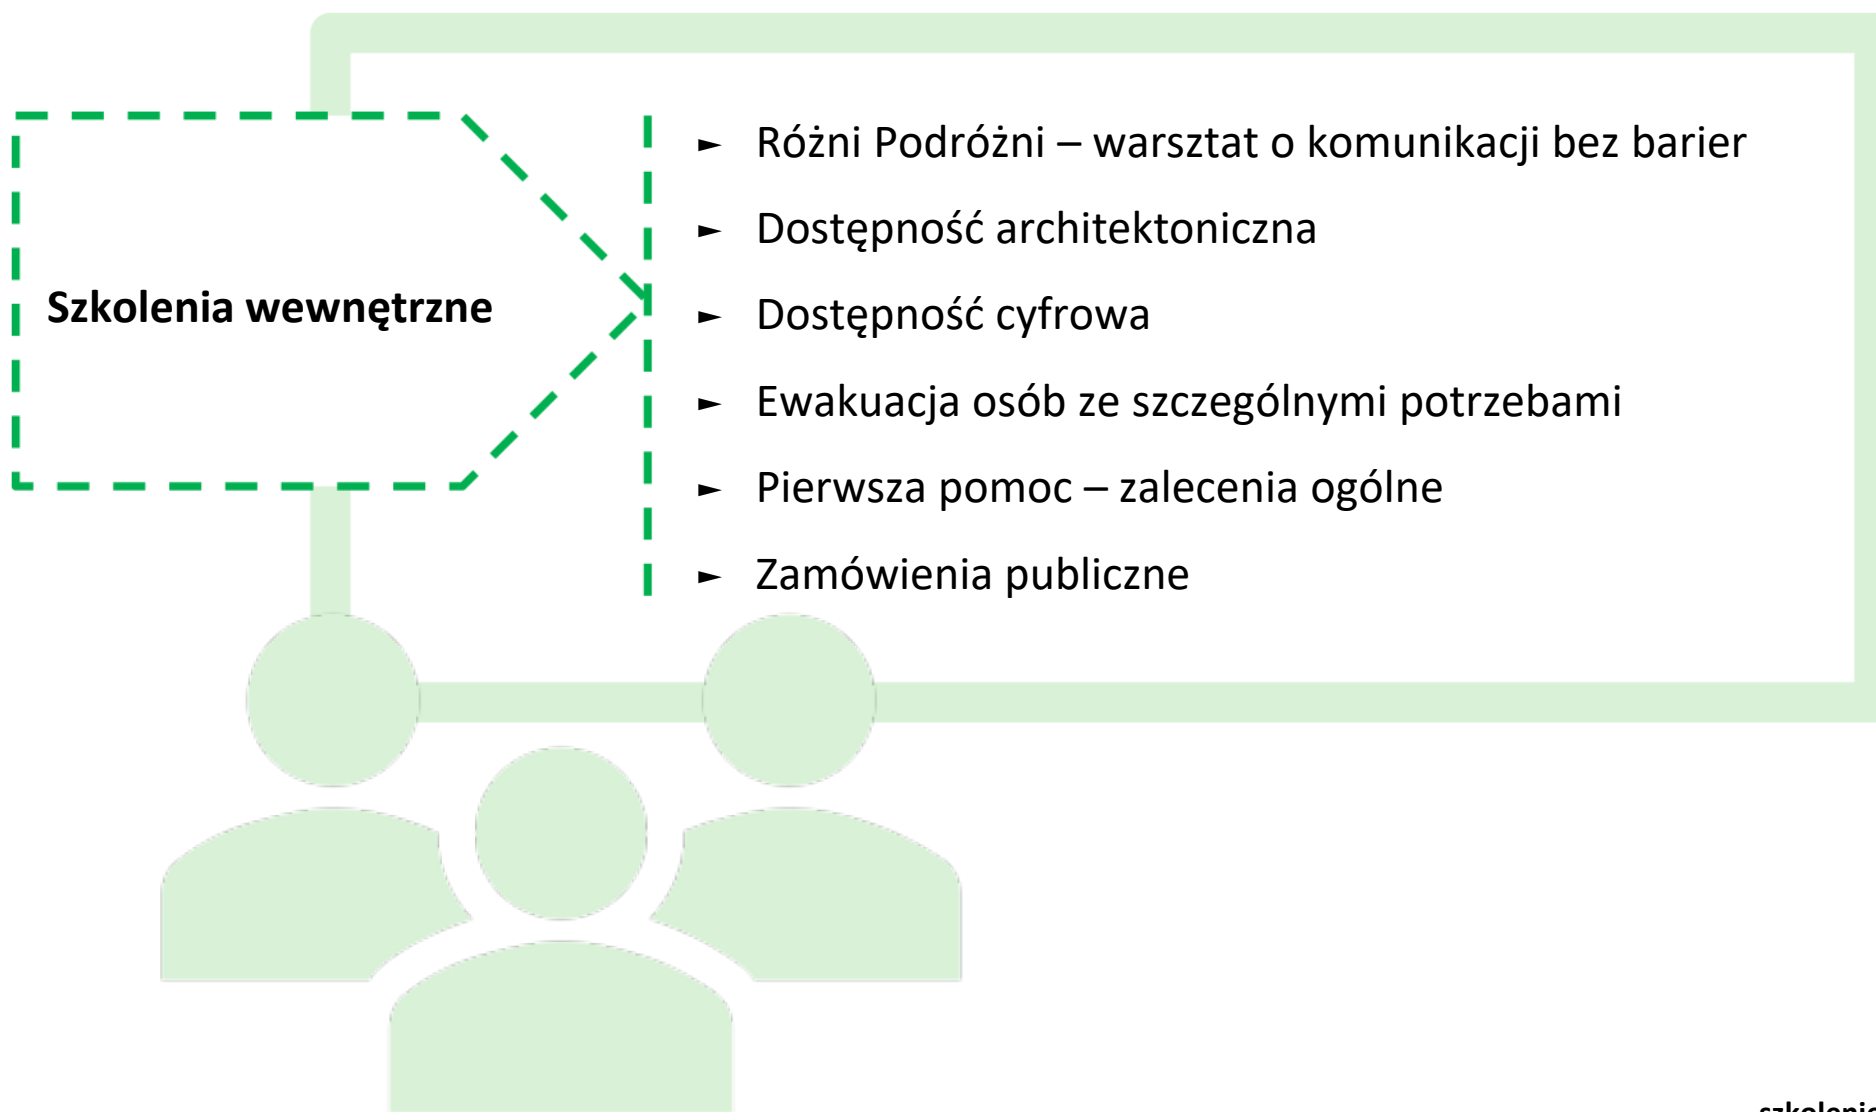 Szkolenia wewnętrzne
► Różni Podróżni – warsztat o komunikacji bez barier
► Dostępność architektoniczna
► Dostępność cyfrowa
► Ewakuacja osób ze szczególnymi potrzebami
► Pierwsza pomoc – zalecenia ogólne
► Zamówienia publiczne